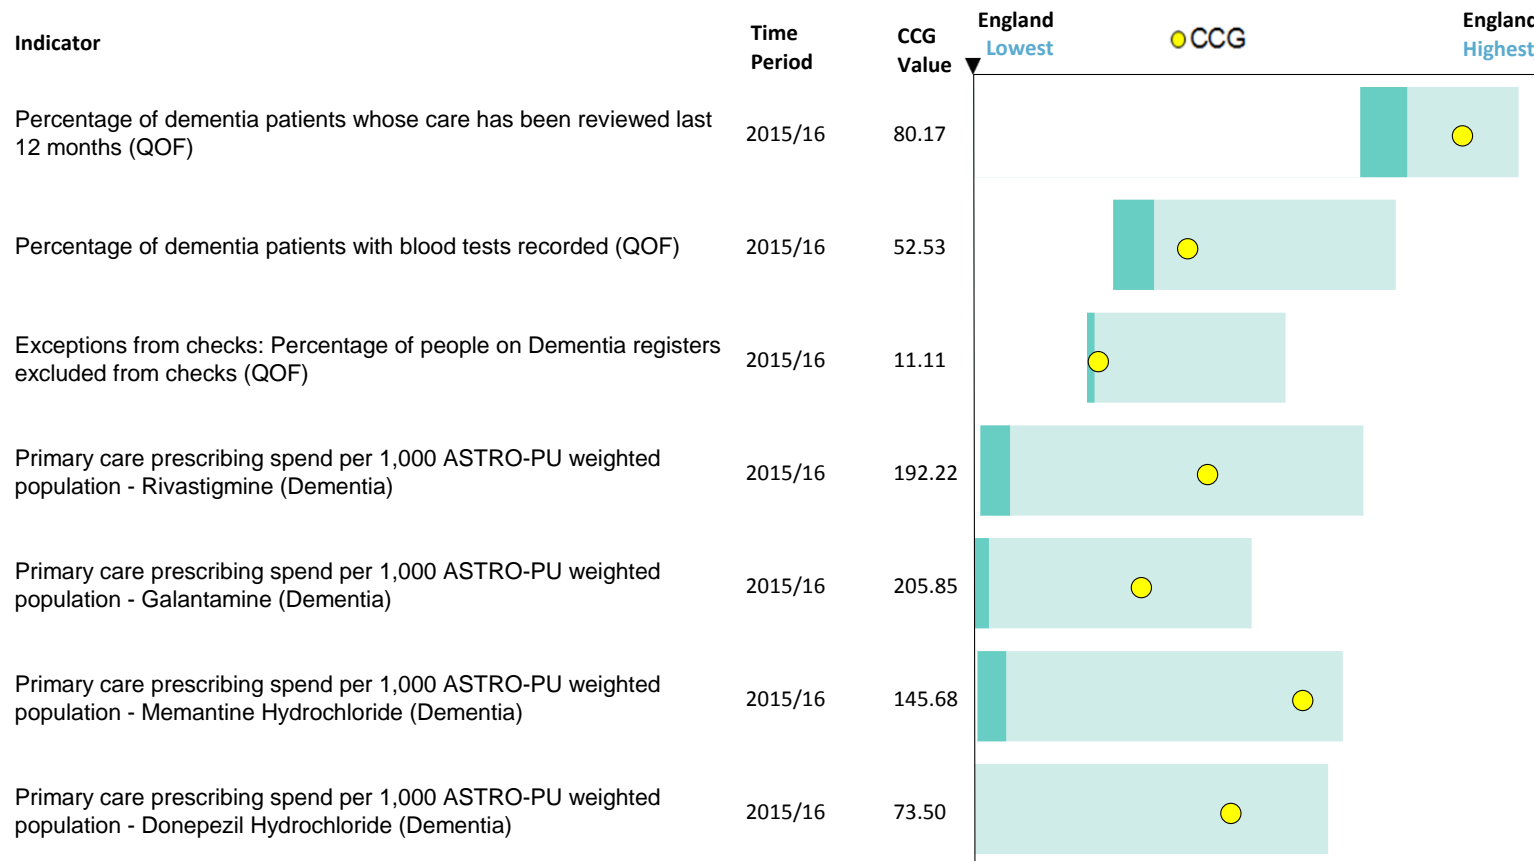 Indicator
Time
Period
CCG
Value
England
Lowest
CCG
England
Highest
Percentage of dementia patients whose care has been reviewed last
12 months (QOF)
2015/16
80.17
Percentage of dementia patients with blood tests recorded (QOF)
2015/16
52.53
Exceptions from checks: Percentage of people on Dementia registers
excluded from checks (QOF)
2015/16
11.11
Primary care prescribing spend per 1,000 ASTRO-PU weighted
population - Rivastigmine (Dementia)
2015/16
192.22
Primary care prescribing spend per 1,000 ASTRO-PU weighted
population - Galantamine (Dementia)
2015/16
205.85
Primary care prescribing spend per 1,000 ASTRO-PU weighted
population - Memantine Hydrochloride (Dementia)
2015/16
145.68
Primary care prescribing spend per 1,000 ASTRO-PU weighted
population - Donepezil Hydrochloride (Dementia)
2015/16
73.50